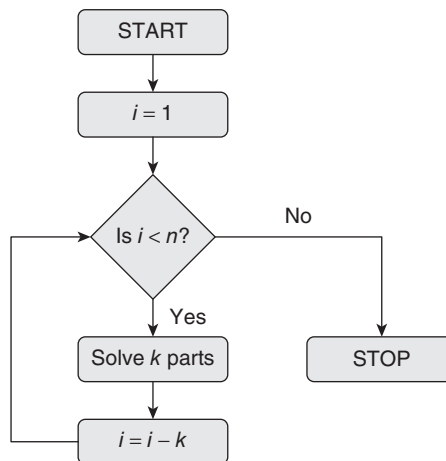 START
i = 1
Is i < n?
No
Yes
Solve k parts
STOP
i = i – k